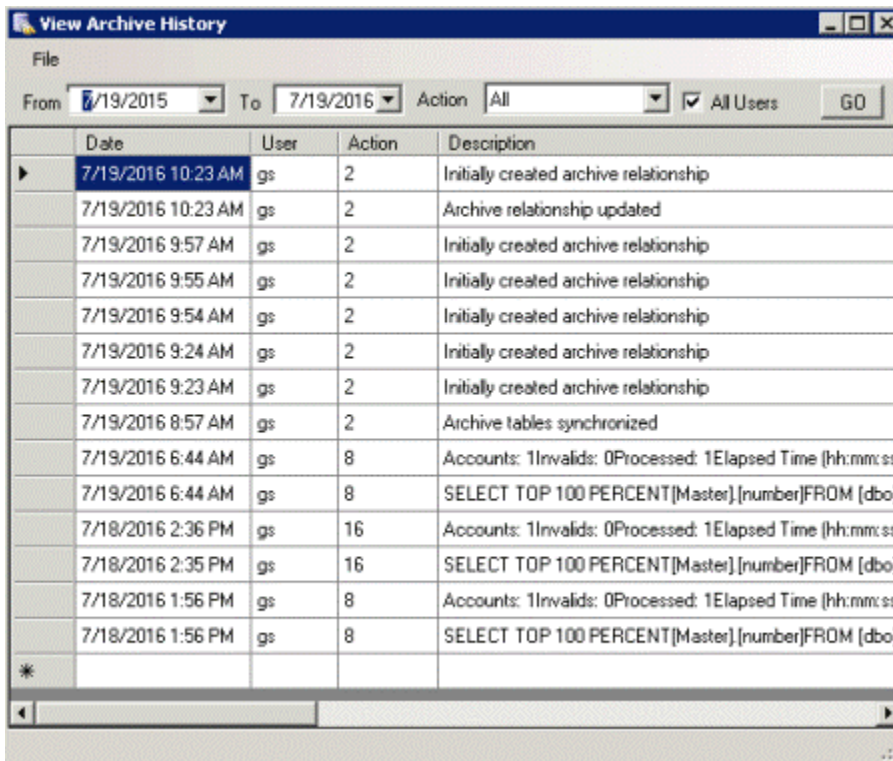 View Archive History
File
From 7/19/2015 To 7/19/2016 Action All All Users GO
Date User Action Description
7/19/2016 10:23 AM gs 2 Initially created archive relationship
7/19/2016 10:23 AM gs 2 Archive relationship updated
7/19/2016 9:57 AM gs 2 Initially created archive relationship
7/19/2016 9:55 AM gs 2 Initially created archive relationship
7/19/2016 9:54 AM gs 2 Initially created archive relationship
7/19/2016 9:24 AM gs 2 Initially created archive relationship
7/19/2016 9:23 AM gs 2 Initially created archive relationship
7/19/2016 8:57 AM gs 2 Archive tables synchronized
7/19/2016 6:44 AM gs 8 Accounts: 1Invalids: 0Processed: 1Elapsed Time (hh:mm:ss
7/19/2016 6:44 AM gs 8 SELECT TOP 100 PERCENT[Master].[number]FROM [dbo
7/18/2016 2:36 PM gs 16 Accounts: 1Invalids: 0Processed: 1Elapsed Time (hh:mm:ss
7/18/2016 2:35 PM gs 16 SELECT TOP 100 PERCENT[Master].[number]FROM [dbo
7/18/2016 1:56 PM gs 8 Accounts: 1Invalids: 0Processed: 1Elapsed Time (hh:mm:ss
7/18/2016 1:56 PM gs 8 SELECT TOP 100 PERCENT[Master].[number]FROM [dbo